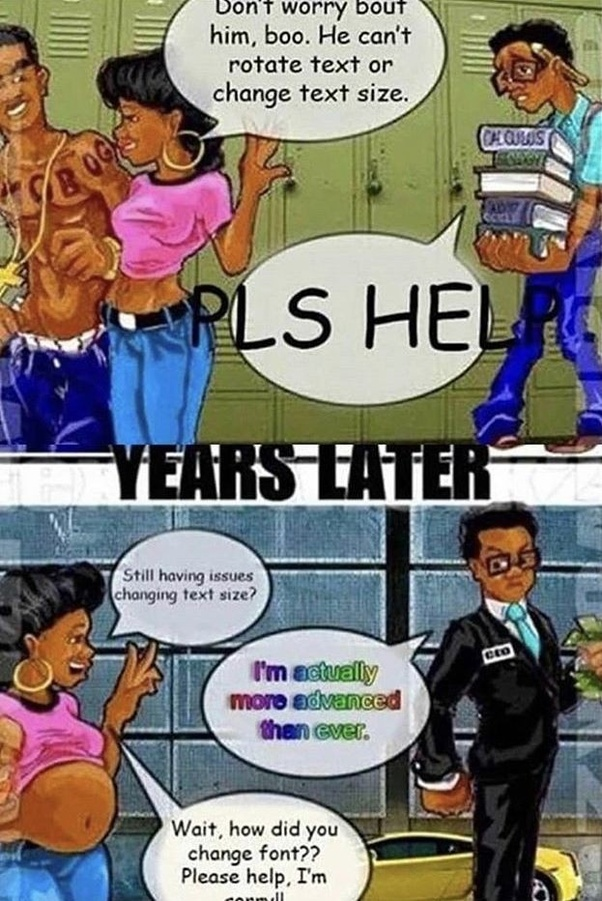 Don't worry bout
him, boo. He can't
rotate text or
change text size.
CALCULUS
PLS HELP
YEARS LATER
Still having issues
changing text size?
CEO
I'm actually
more advanced
than ever.
Wait, how did you
change font??
Please help, I'm